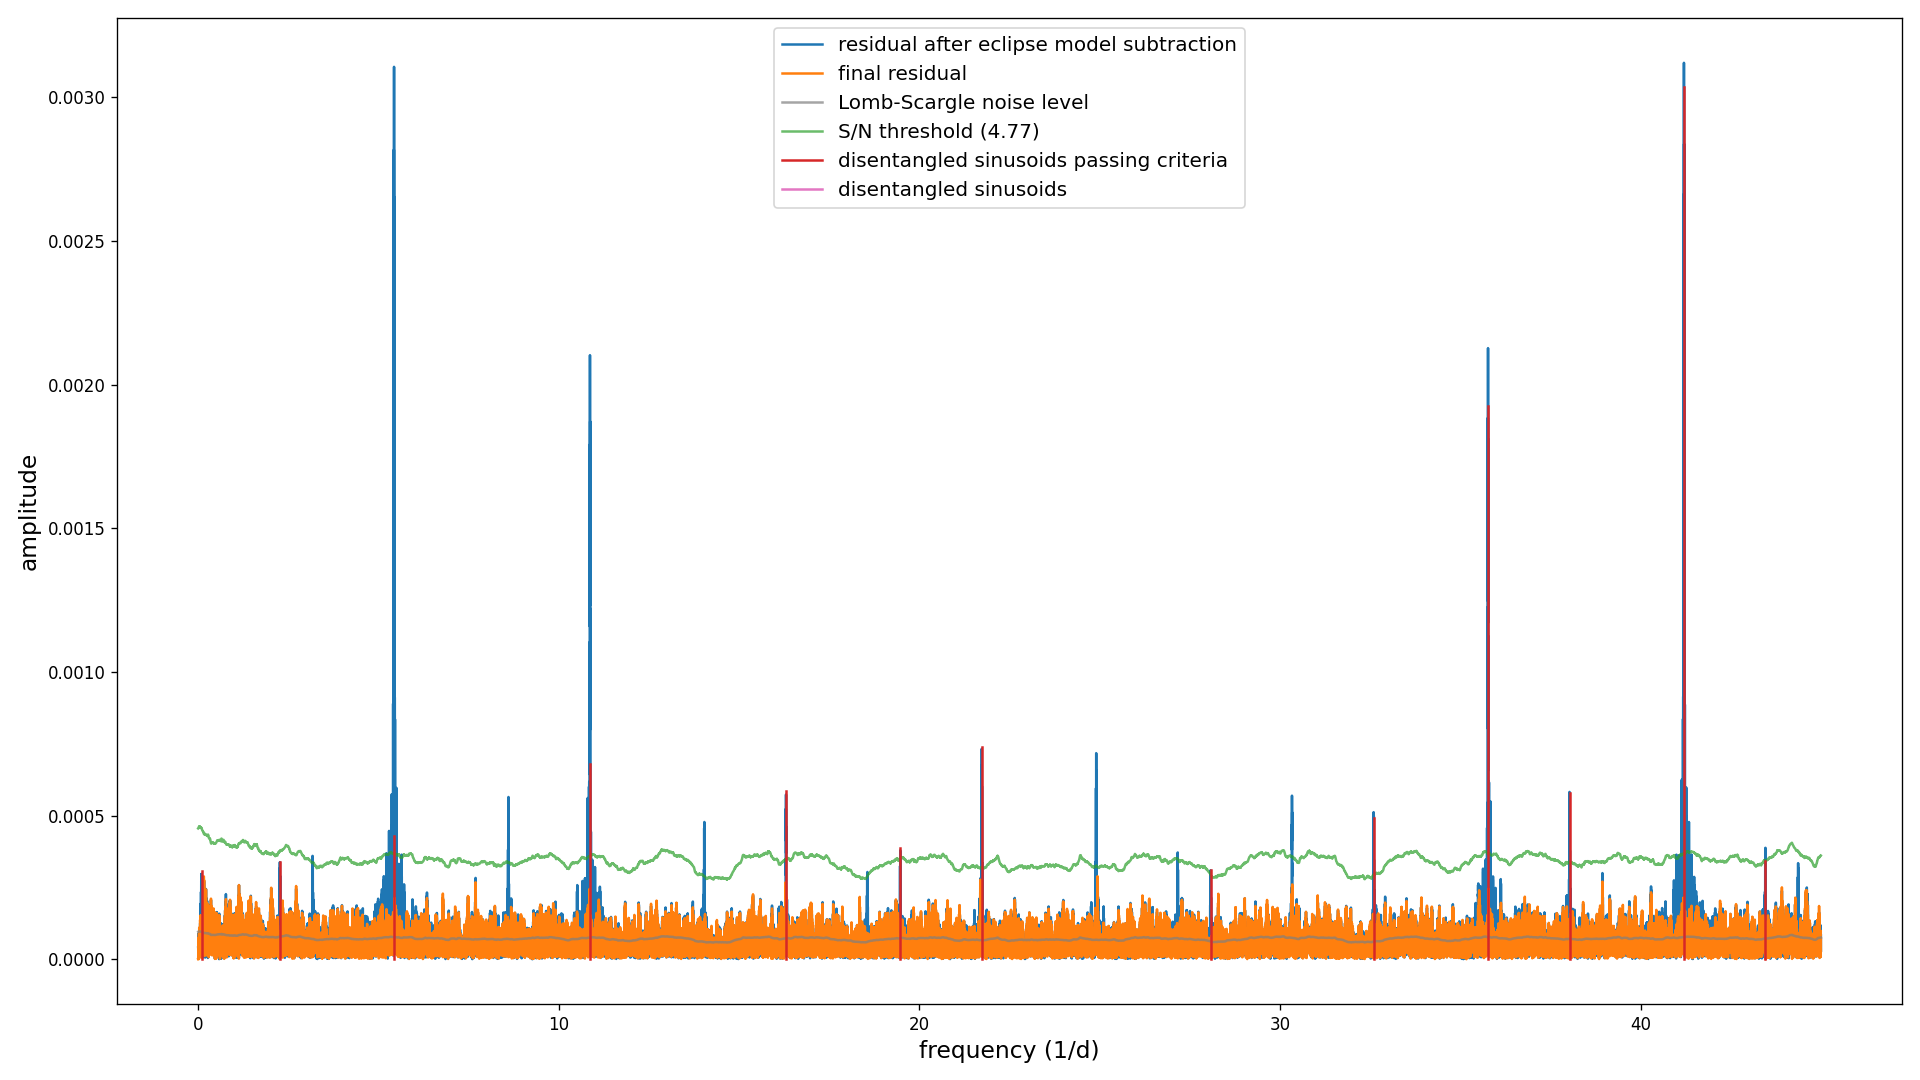 residual after eclipse model subtraction
final residual
Lomb-Scargle noise level
S/N threshold (4.77)
disentangled sinusoids passing criteria
disentangled sinusoids
0.0030
0.0025
0.0020
0.0015
0.0010
0.0005
0.0000
amplitude
0 10 20 30 40
frequency (1/d)